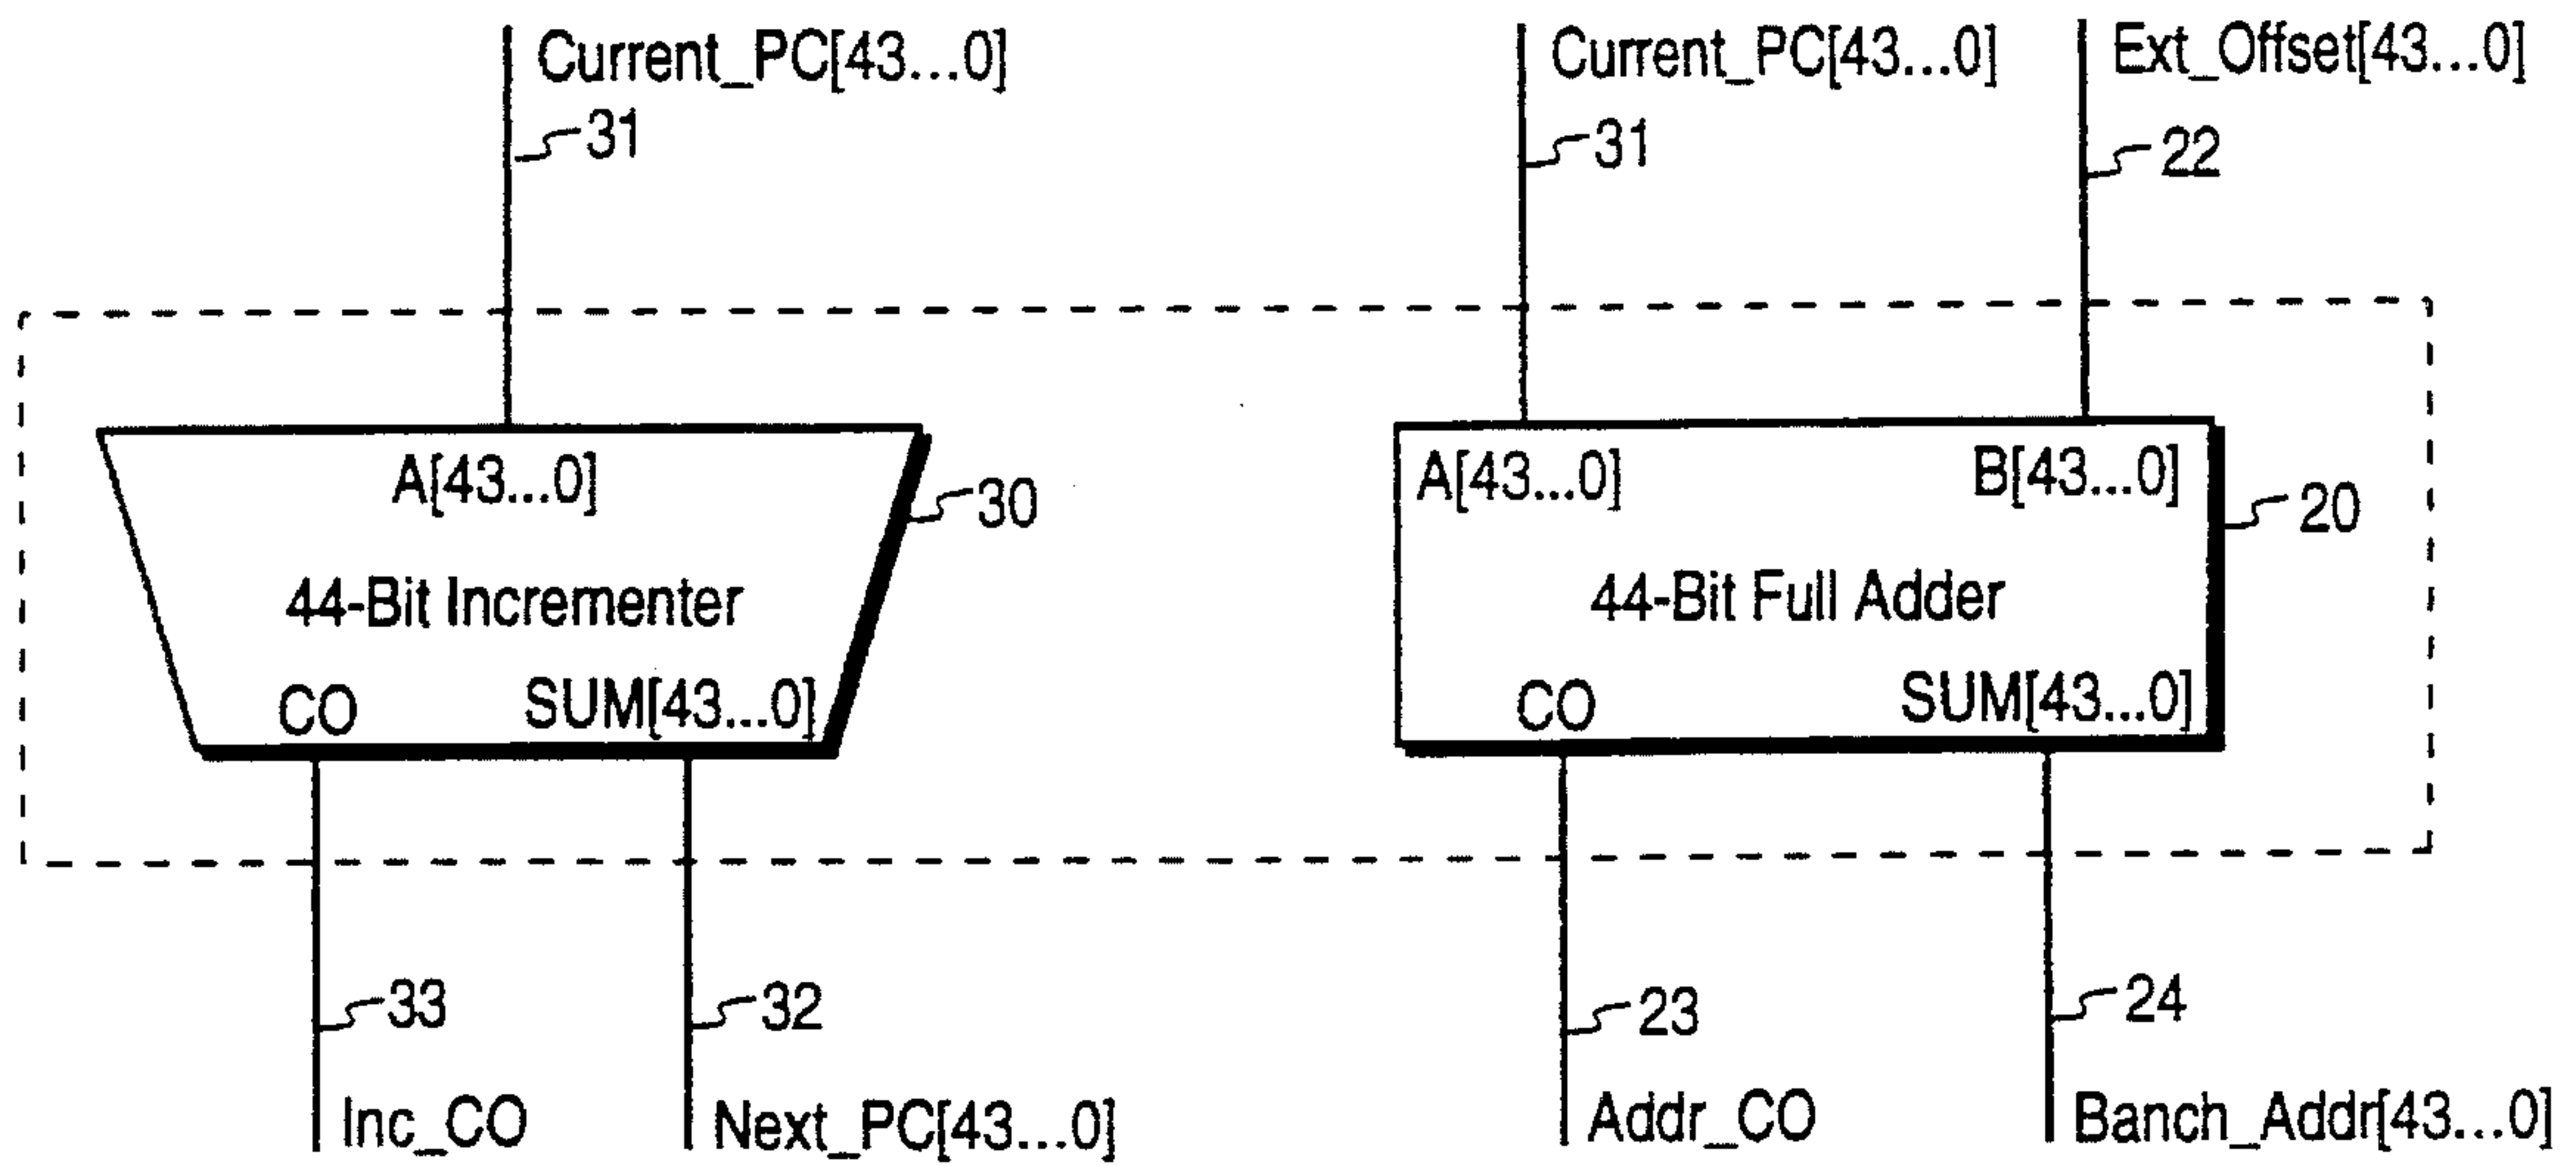 Current_PC[43...0]
Current_PC[43...0]
Ext_Offset[43...0]
31
31
22
A[43...0]
A[43...0]
B[43...0]
30
20
44-Bit Incrementer
44-Bit Full Adder
CO
SUM[43...0]
CO
SUM[43...0]
33
32
23
24
Inc_CO
Next_PC[43...0]
Addr_CO
Banch_Addr[43...0]